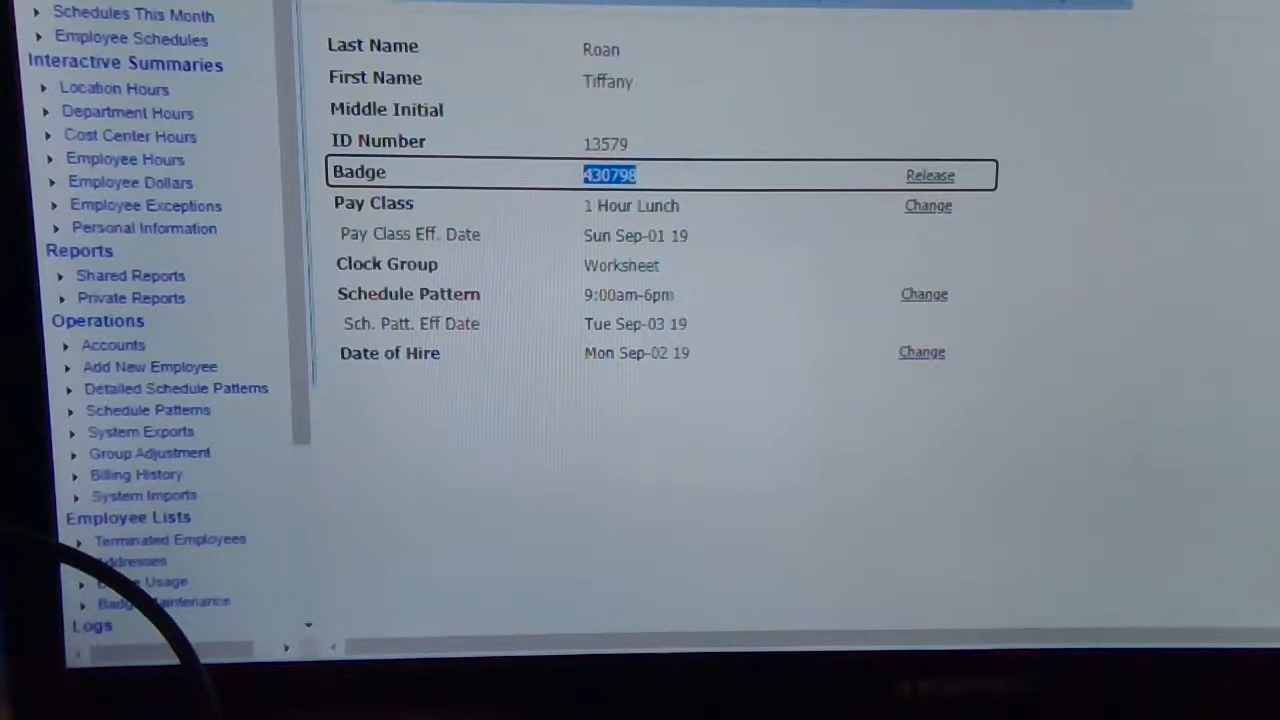 Schedules This Month
Employee Schedules
Interactive Summaries
Location Hours
Department Hours
Cost Center Hours
Employee Hours
Employee Dollars
Employee Exceptions
Personal Information
Reports
Shared Reports
Private Reports
Operations
Accounts
Add New Employee
Detailed Schedule Patterns
Schedule Patterns
System Exports
Group Adjustment
Billing History
System Imports
Employee Lists
Terminated Employees
Addresses
Usage
Badge Maintenance
Logs
Last Name Roan
First Name Tiffany
Middle Initial
ID Number 13579
Badge 430798 Release
Pay Class 1 Hour Lunch Change
Pay Class Eff. Date Sun Sep-01 19
Clock Group Worksheet
Schedule Pattern 9:00am-6pm Change
Sch. Patt. Eff Date Tue Sep-03 19
Date of Hire Mon Sep-02 19 Change